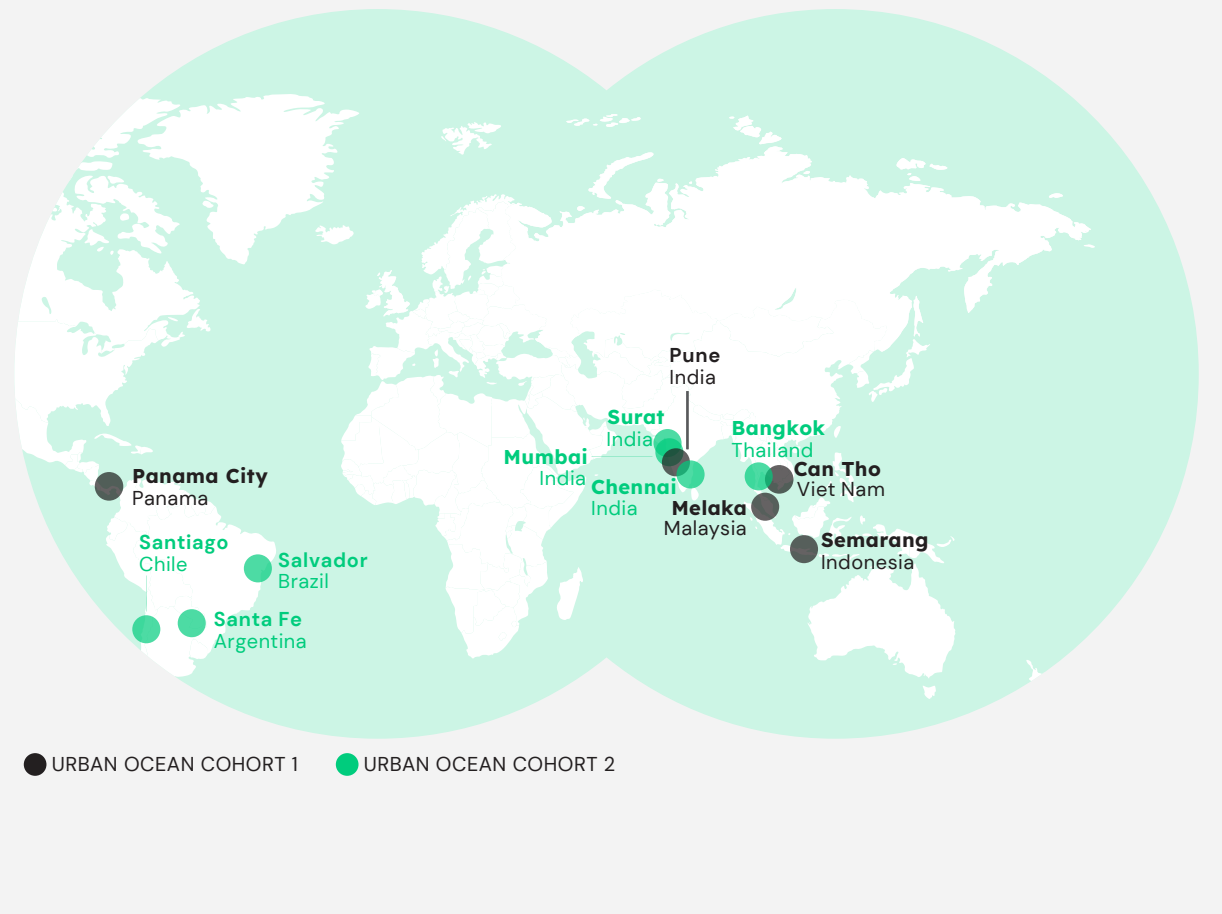 Pune
India
Surat
India
Bangkok
Thailand
Mumbai
India
Can Tho
Viet Nam
Panama City
Panama
Chennai
India
Melaka
Malaysia
Santiago
Chile
Semarang
Indonesia
Salvador
Brazil
Santa Fe
Argentina
URBAN OCEAN COHORT 1
URBAN OCEAN COHORT 2